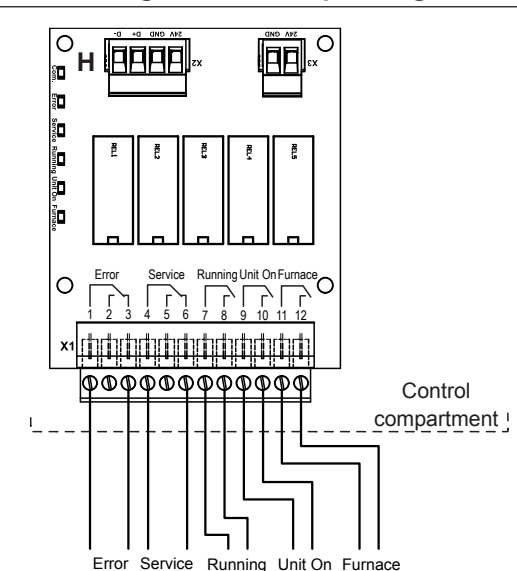 D- D+ GND 24V
GND 24V
H
X2
X3
Com.
Error
Service
Running
Unit On
Furnace
REL1 REL2 REL3 REL4 REL5
Error Service Running Unit On Furnace
1 2 3 4 5 6 7 8 9 10 11 12
X1
Control
compartment
Error Service Running Unit On Furnace